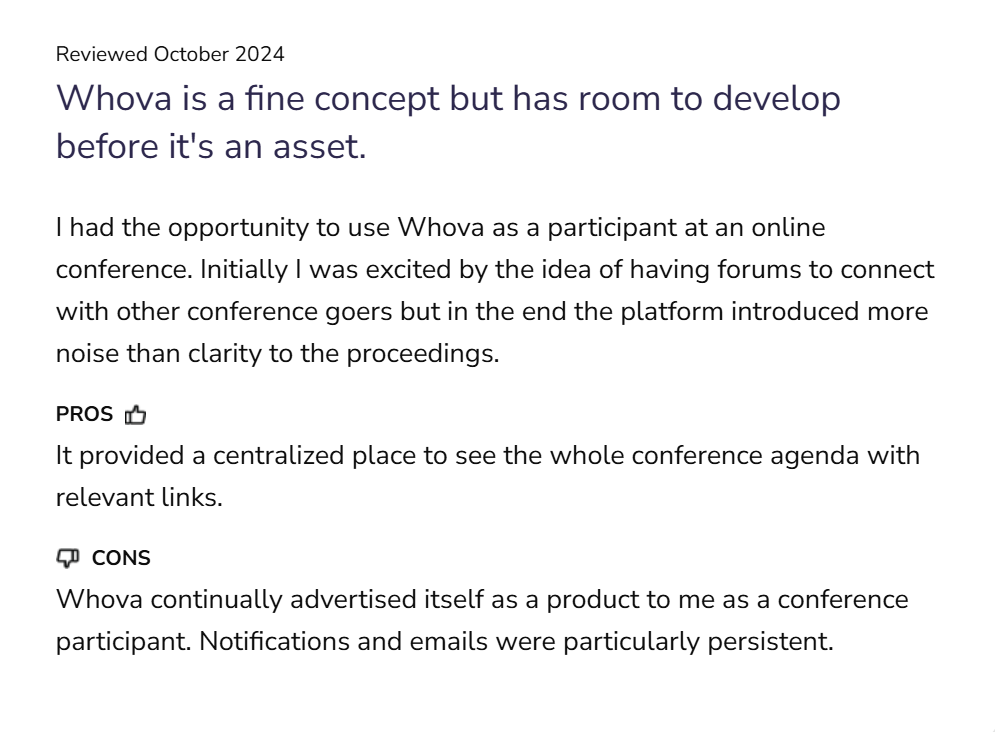 Reviewed October 2024
Whova is a fine concept but has room to develop
before it's an asset.
I had the opportunity to use Whova as a participant at an online
conference. Initially I was excited by the idea of having forums to connect
with other conference goers but in the end the platform introduced more
noise than clarity to the proceedings.
PROS
It provided a centralized place to see the whole conference agenda with
relevant links.
CONS
Whova continually advertised itself as a product to me as a conference
participant. Notifications and emails were particularly persistent.